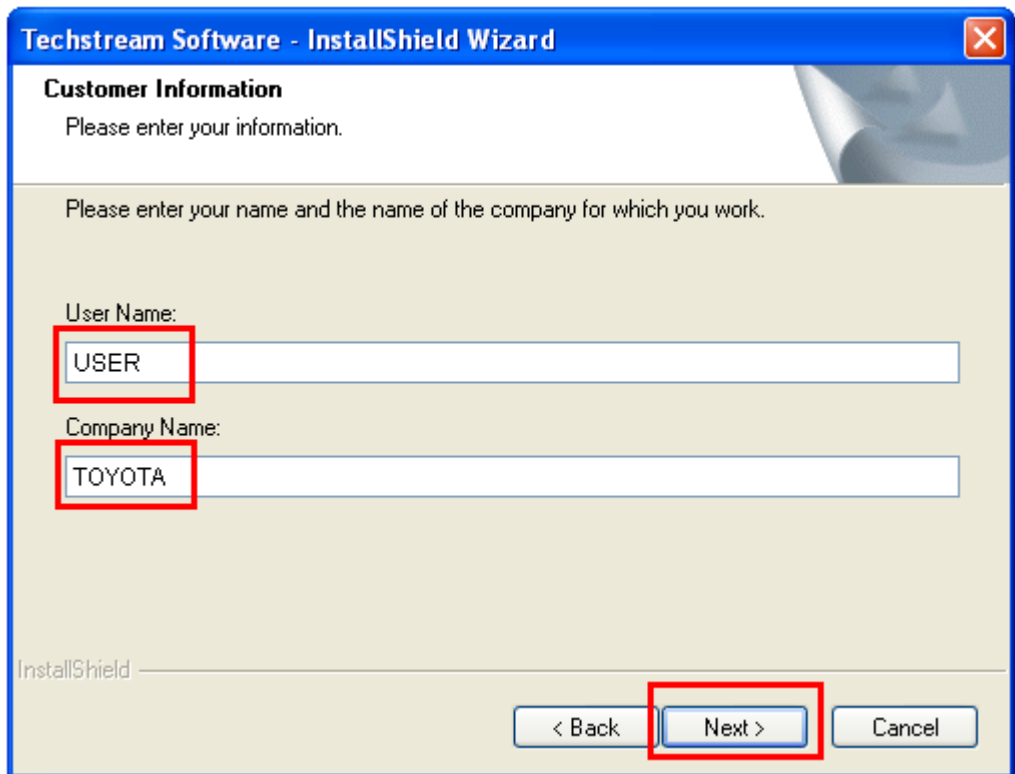 Techstream Software - InstallShield Wizard
Customer Information
Please enter your information.
Please enter your name and the name of the company for which you work.
User Name:
USER
Company Name:
TOYOTA
InstallShield
< Back Next > Cancel